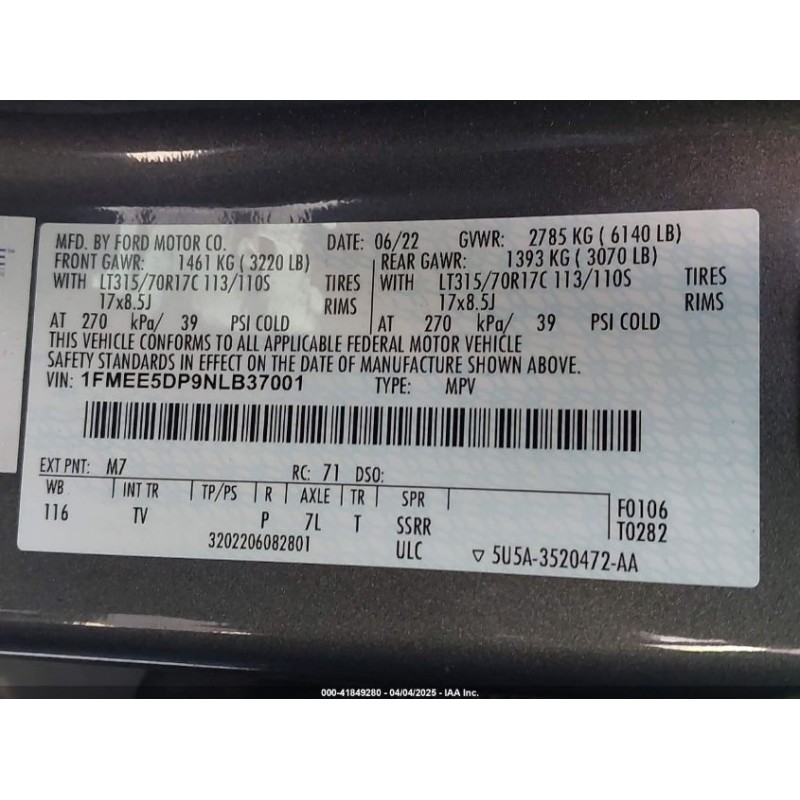 MFD. BY FORD MOTOR CO. DATE: 06/22 GVWR: 2785 KG ( 6140 LB)
FRONT GAWR: 1461 KG ( 3220 LB) REAR GAWR: 1393 KG ( 3070 LB)
WITH LT315/70R17C 113/110S TIRES WITH LT315/70R17C 113/110S TIRES
17x8.5J RIMS 17x8.5J RIMS
AT 270 kPa/ 39 PSI COLD AT 270 kPa/ 39 PSI COLD
THIS VEHICLE CONFORMS TO ALL APPLICABLE FEDERAL MOTOR VEHICLE
SAFETY STANDARDS IN EFFECT ON THE DATE OF MANUFACTURE SHOWN ABOVE.
VIN: 1FMEE5DP9NLB37001 TYPE: MPV
EXT PNT: M7 RC: 71 DSO:
WB INT TR TP/PS R AXLE TR SPR F0106
116 TV P 7L T SSRR T0282
3202206082801 ULC ▽ 5U5A-3520472-AA
000-41849280 - 04/04/2025 - IAA Inc.